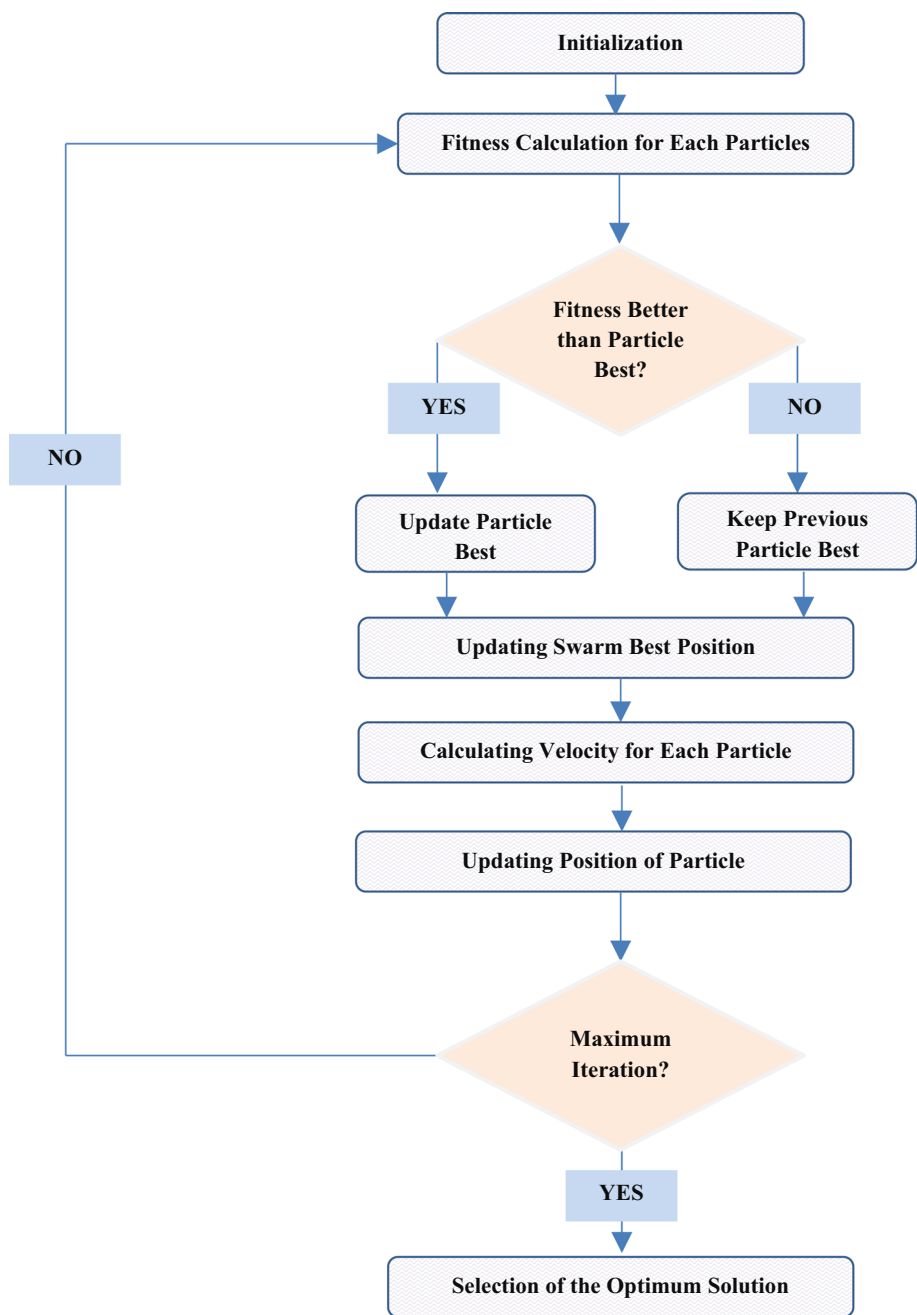 Initialization
Fitness Calculation for Each Particles
Fitness Better
than Particle
Best?
YES
NO
NO
Update Particle
Best
Keep Previous
Particle Best
Updating Swarm Best Position
Calculating Velocity for Each Particle
Updating Position of Particle
Maximum
Iteration?
YES
Selection of the Optimum Solution